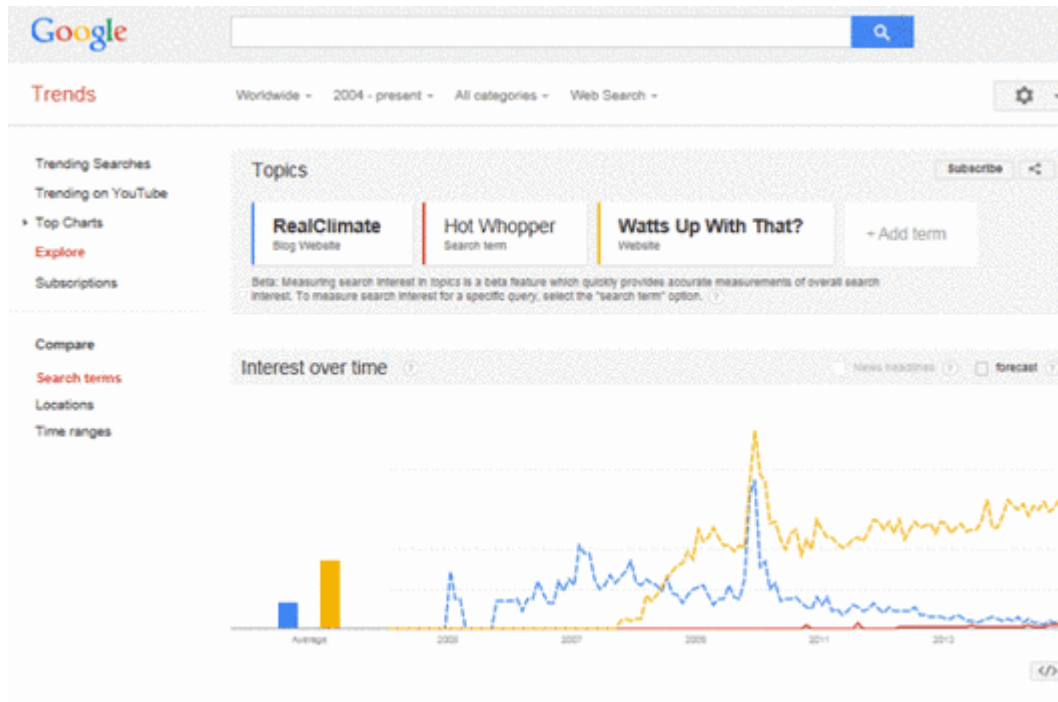 Google
Trends
Worldwide 2004 - present All categories Web Search
Trending Searches
Trending on YouTube
Top Charts
Explore
Subscriptions
Compare
Search terms
Locations
Time ranges
Topics
Subscribe
RealClimate
Blog Website
Hot Whopper
Search term
Watts Up With That?
Website
+ Add term
Beta: Measuring search interest in topics is a beta feature which quickly provides accurate measurements of overall search
interest. To measure search interest for a specific query, select the "search term" option. ?
Interest over time ?
News headlines ? forecast ?
Average 2005 2007 2009 2011 2013
</>